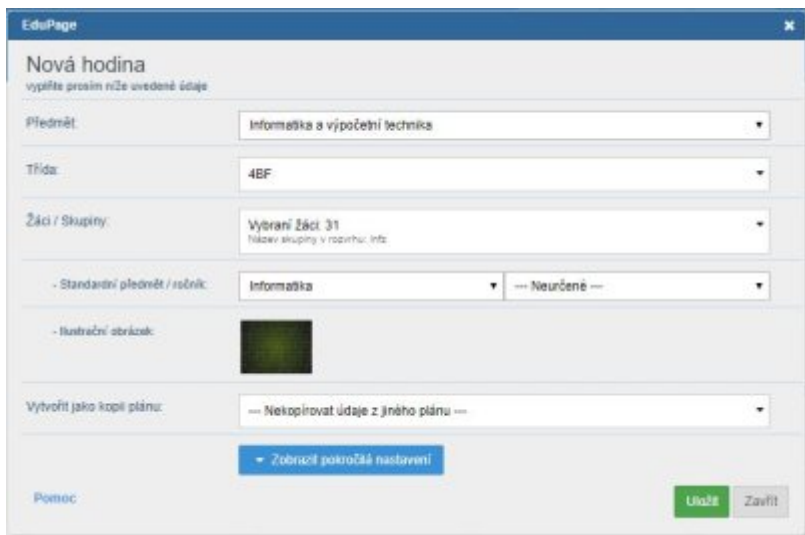 EduPage ×
Nová hodina
vyplňte prosím níže uvedené údaje
Předmět:
Informatika a výpočetní technika
Třída:
4BF
Žáci / Skupiny:
Vybraní žáci: 31
Název skupiny v rozvrhu: Infz
- Standardní předmět / ročník:
Informatika
--- Neurčené ---
- Ilustrační obrázek:
Vytvořit jako kopii plánu:
--- Nekopírovat údaje z jiného plánu ---
Zobrazit pokročilá nastavení
Pomoc
Uložit
Zavřít